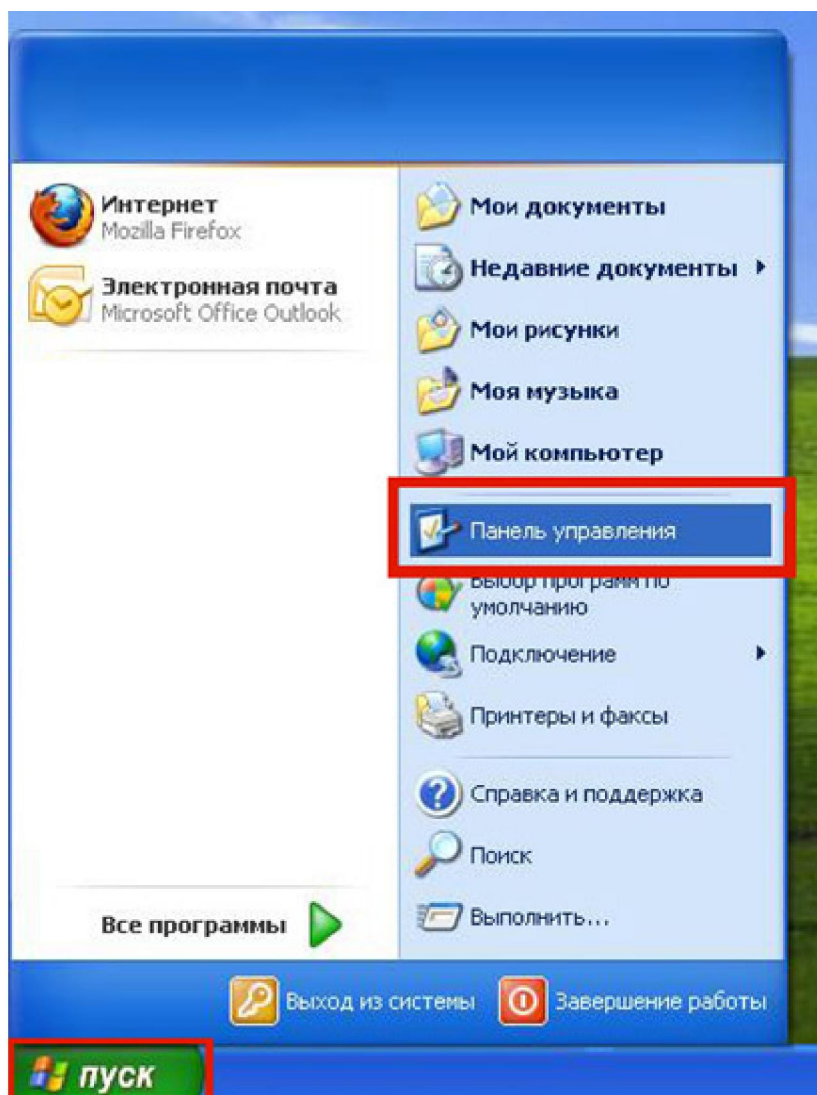 Интернет
Mozilla Firefox
Электронная почта
Microsoft Office Outlook
Все программы
Мои документы
Недавние документы
Мои рисунки
Моя музыка
Мой компьютер
Панель управления
Выбор программ по
умолчанию
Подключение
Принтеры и факсы
Справка и поддержка
Поиск
Выполнить...
Выход из системы
Завершение работы
пуск